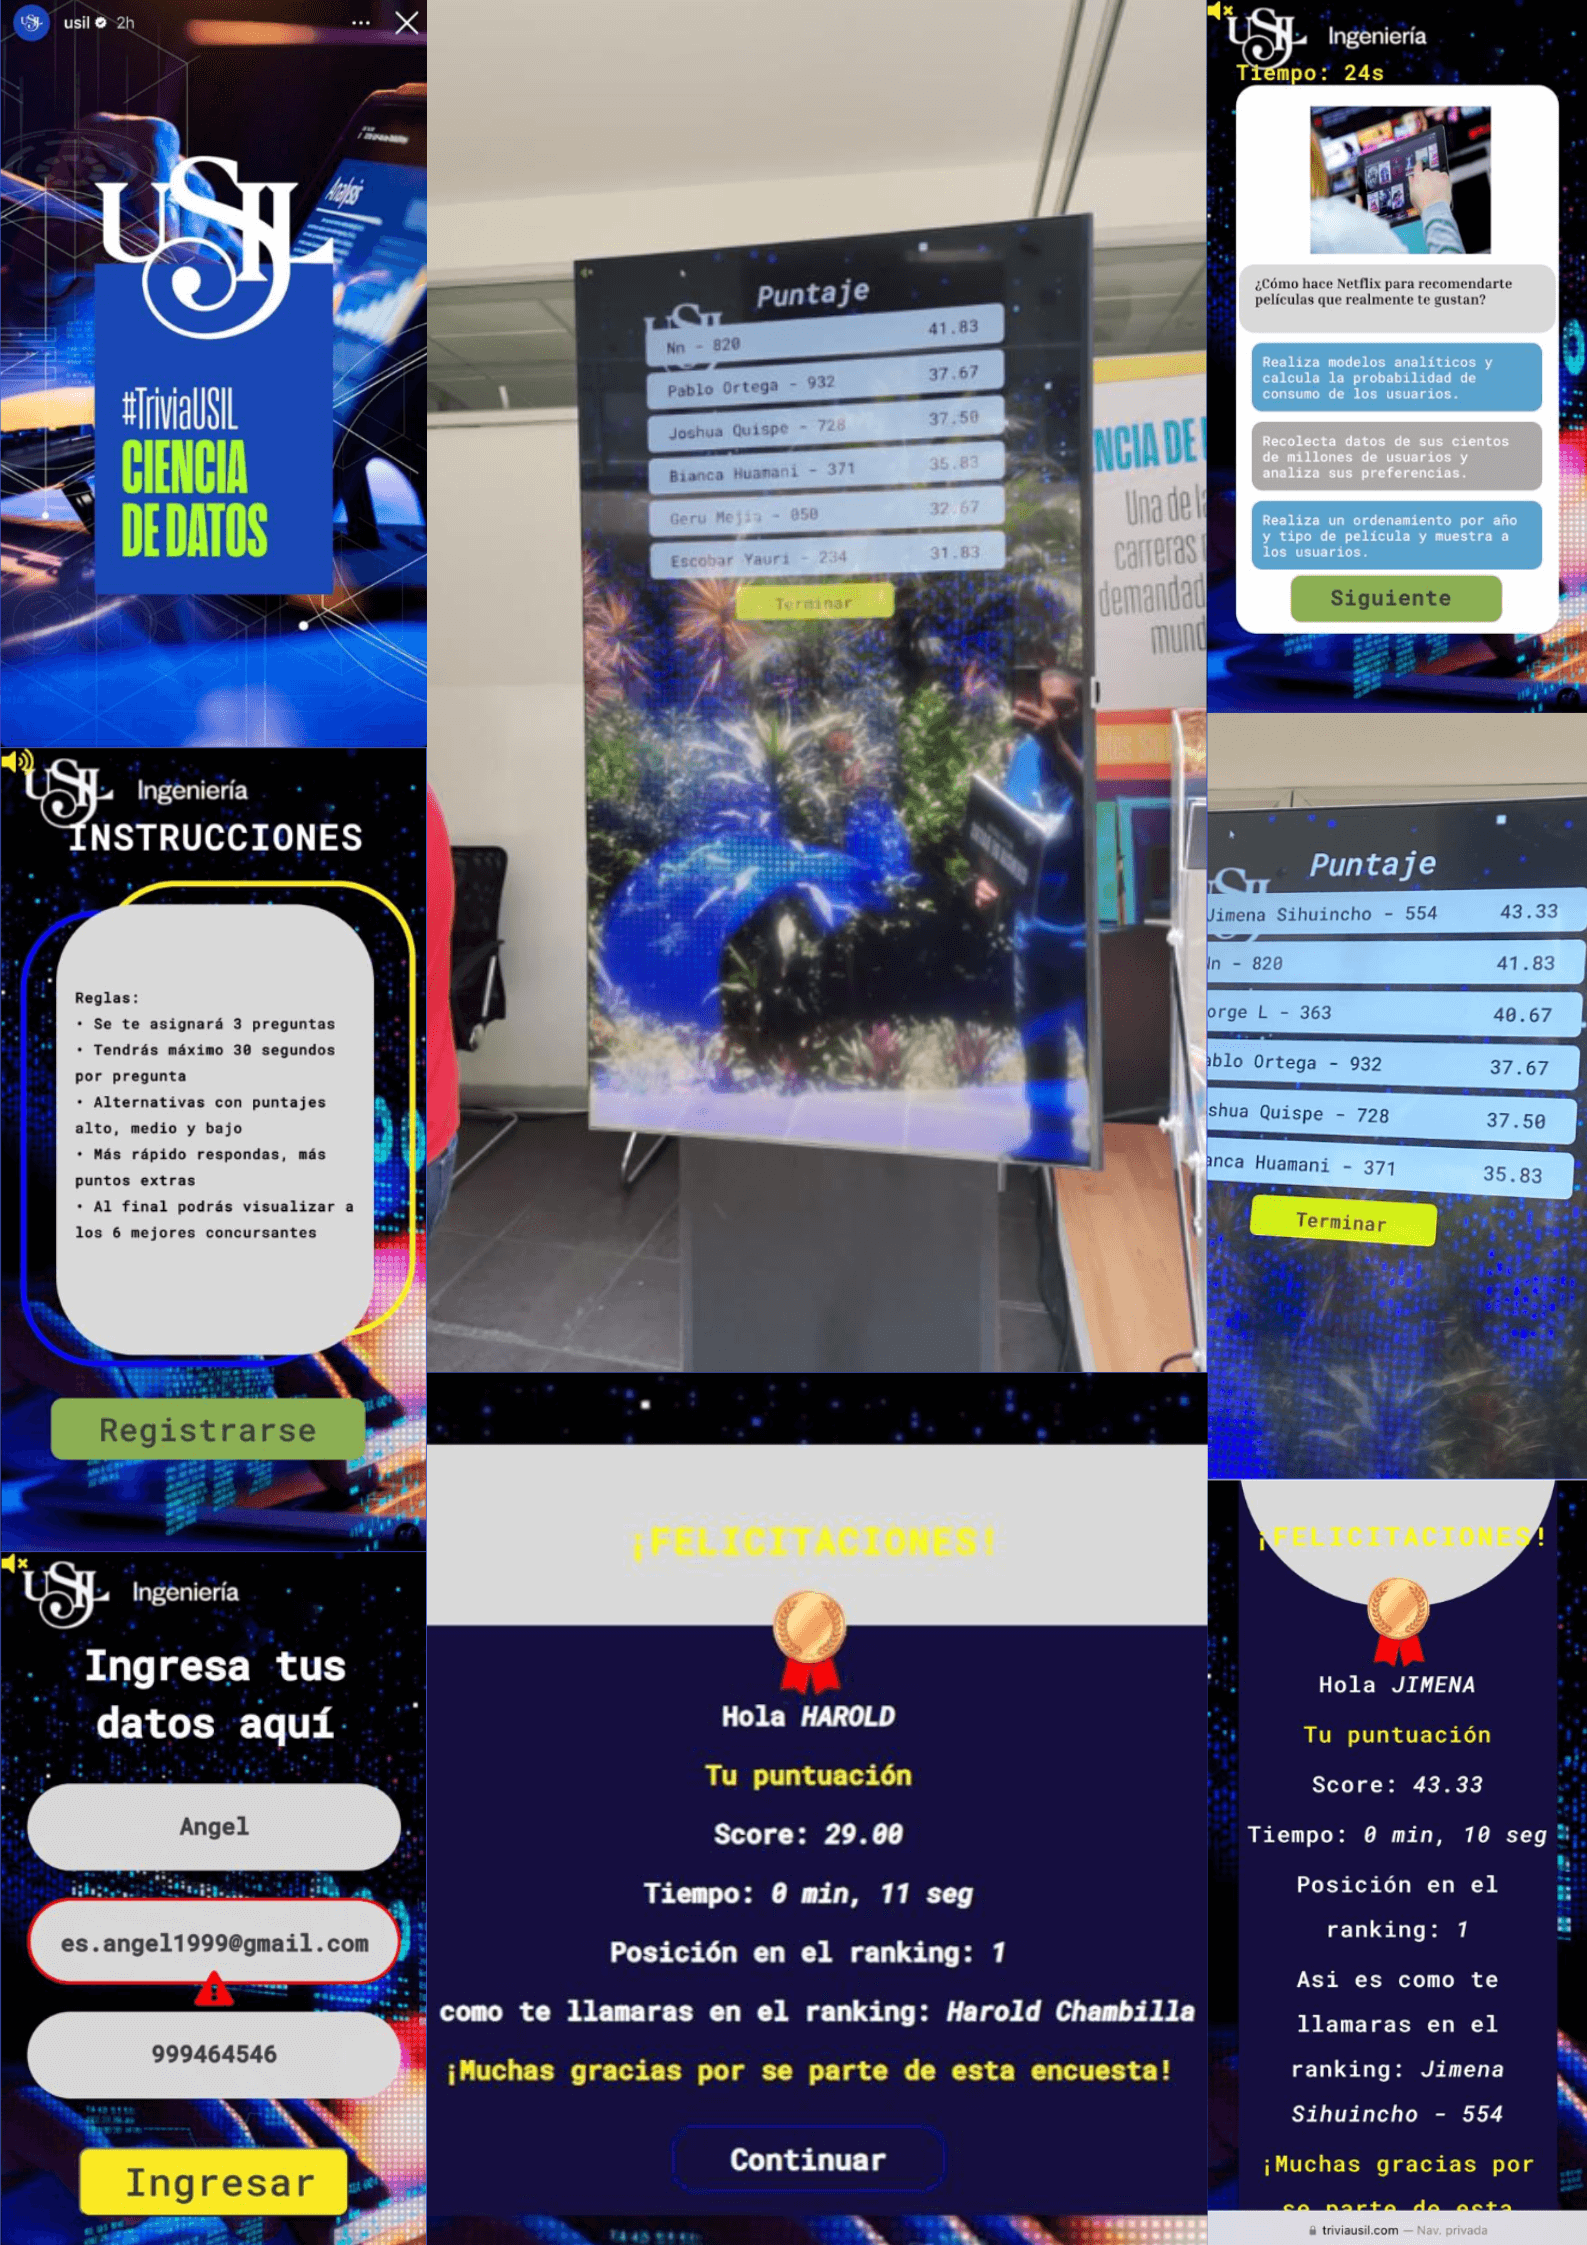 usil 2h
Analysis
USIL
#TriviaUSIL
CIENCIA
DE DATOS
USIL Ingeniería
INSTRUCCIONES
Reglas:
• Se te asignará 3 preguntas
• Tendrás máximo 30 segundos
por pregunta
• Alternativas con puntajes
alto, medio y bajo
• Más rápido respondas, más
puntos extras
• Al final podrás visualizar a
los 6 mejores concursantes
Registrarse
USIL Ingeniería
Ingresa tus
datos aquí
Angel
es.angel1999@gmail.com
999464546
Ingresar
Puntaje
USIL
Nn - 820 41.83
Pablo Ortega - 932 37.67
Joshua Quispe - 728 37.50
Bianca Huamani - 371 35.83
Geru Mejia - 050 32.67
Escobar Yauri - 234 31.83
Terminar
NCIA DE
Una de la
carreras
demandad
mund
¡FELICITACIONES!
Hola HAROLD
Tu puntuación
Score: 29.00
Tiempo: 0 min, 11 seg
Posición en el ranking: 1
como te llamaras en el ranking: Harold Chambilla
¡Muchas gracias por se parte de esta encuesta!
Continuar
USIL Ingeniería
Tiempo: 24s
¿Cómo hace Netflix para recomendarte
películas que realmente te gustan?
Realiza modelos analíticos y
calcula la probabilidad de
consumo de los usuarios.
Recolecta datos de sus cientos
de millones de usuarios y
analiza sus preferencias.
Realiza un ordenamiento por año
y tipo de película y muestra a
los usuarios.
Siguiente
Puntaje
USIL
Jimena Sihuincho - 554 43.33
Nn - 820 41.83
orge L - 363 40.67
ablo Ortega - 932 37.67
shua Quispe - 728 37.50
anca Huamani - 371 35.83
Terminar
¡FELICITACIONES!
Hola JIMENA
Tu puntuación
Score: 43.33
Tiempo: 0 min, 10 seg
Posición en el
ranking: 1
Asi es como te
llamaras en el
ranking: Jimena
Sihuincho - 554
¡Muchas gracias por
se parte de esta
triviausil.com — Nav. privada